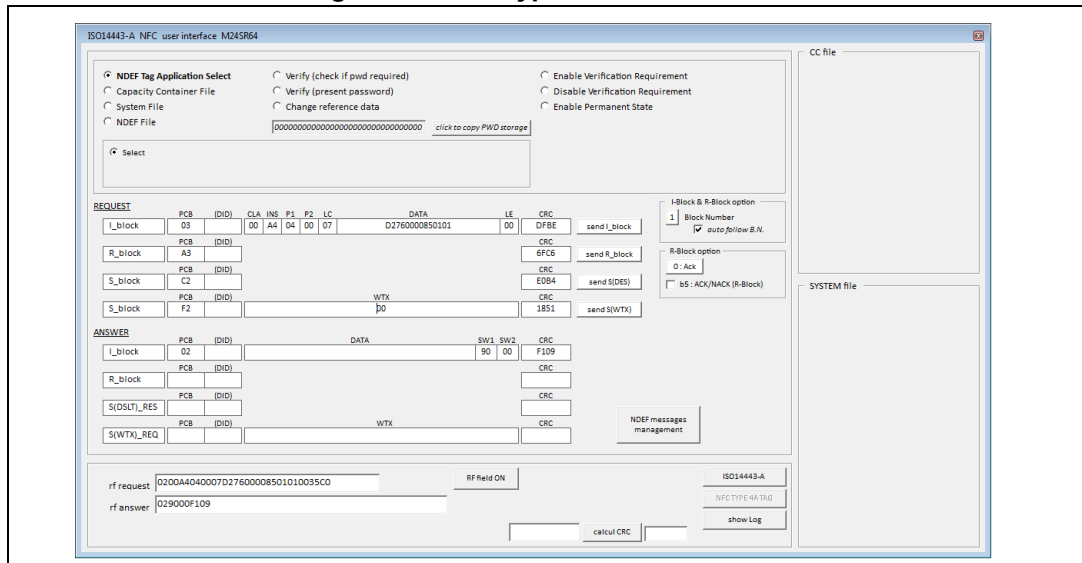 ISO14443-A NFC user interface M24SR64
CC file
NDEF Tag Application Select
Verify (check if pwd required)
Enable Verification Requirement
Capacity Container File
Verify (present password)
Disable Verification Requirement
System File
Change reference data
Enable Permanent State
NDEF File
click to copy PWD storage
Select
REQUEST
I-Block & R-Block option
PCB (DID) CLA INS P1 P2 LC DATA LE CRC
1 Block Number
I_block 03 00 A4 04 00 07 D2760000850101 00 DFBE send I_block
auto follow B.N.
PCB (DID) CRC
R-Block option
R_block A3 6FC6 send R_block
0 : Ack
PCB (DID) CRC
S_block C2 E0B4 send S(DES)
b5 : ACK/NACK (R-Block)
SYSTEM file
PCB (DID) WTX CRC
S_block F2 00 1851 send S(WTX)
ANSWER
PCB (DID) DATA SW1 SW2 CRC
I_block 02 90 00 F109
PCB (DID) CRC
R_block
PCB (DID) CRC
S(DSLT)_RES
NDEF messages
management
PCB (DID) WTX CRC
S(WTX)_REQ
rf request 0200A4040007D27600008501010035C0
RF field ON
ISO14443-A
NFC TYPE 4A TAG
rf answer 029000F109
show Log
calcul CRC